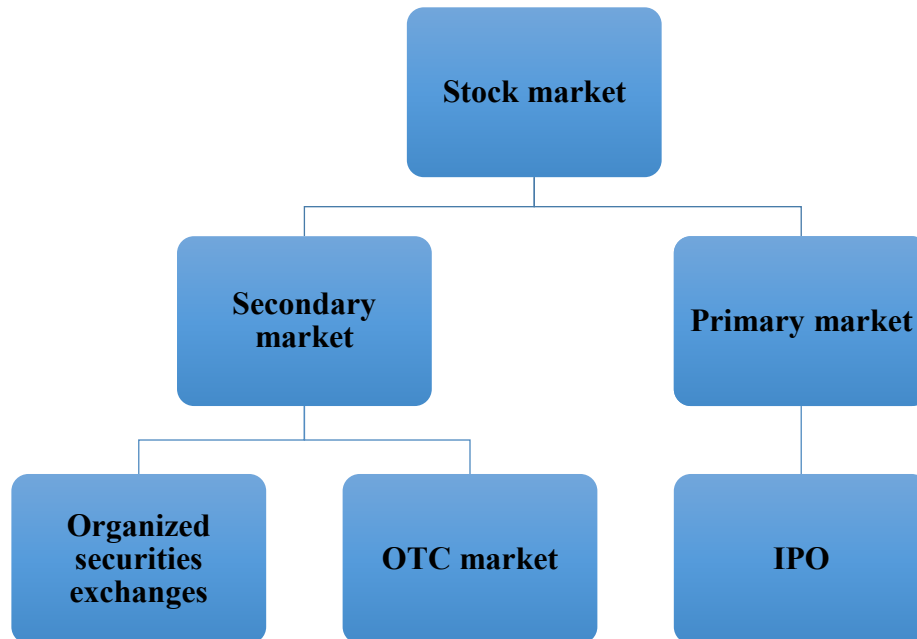 Stock market
Secondary
market
Primary market
Organized
securities
exchanges
OTC market
IPO